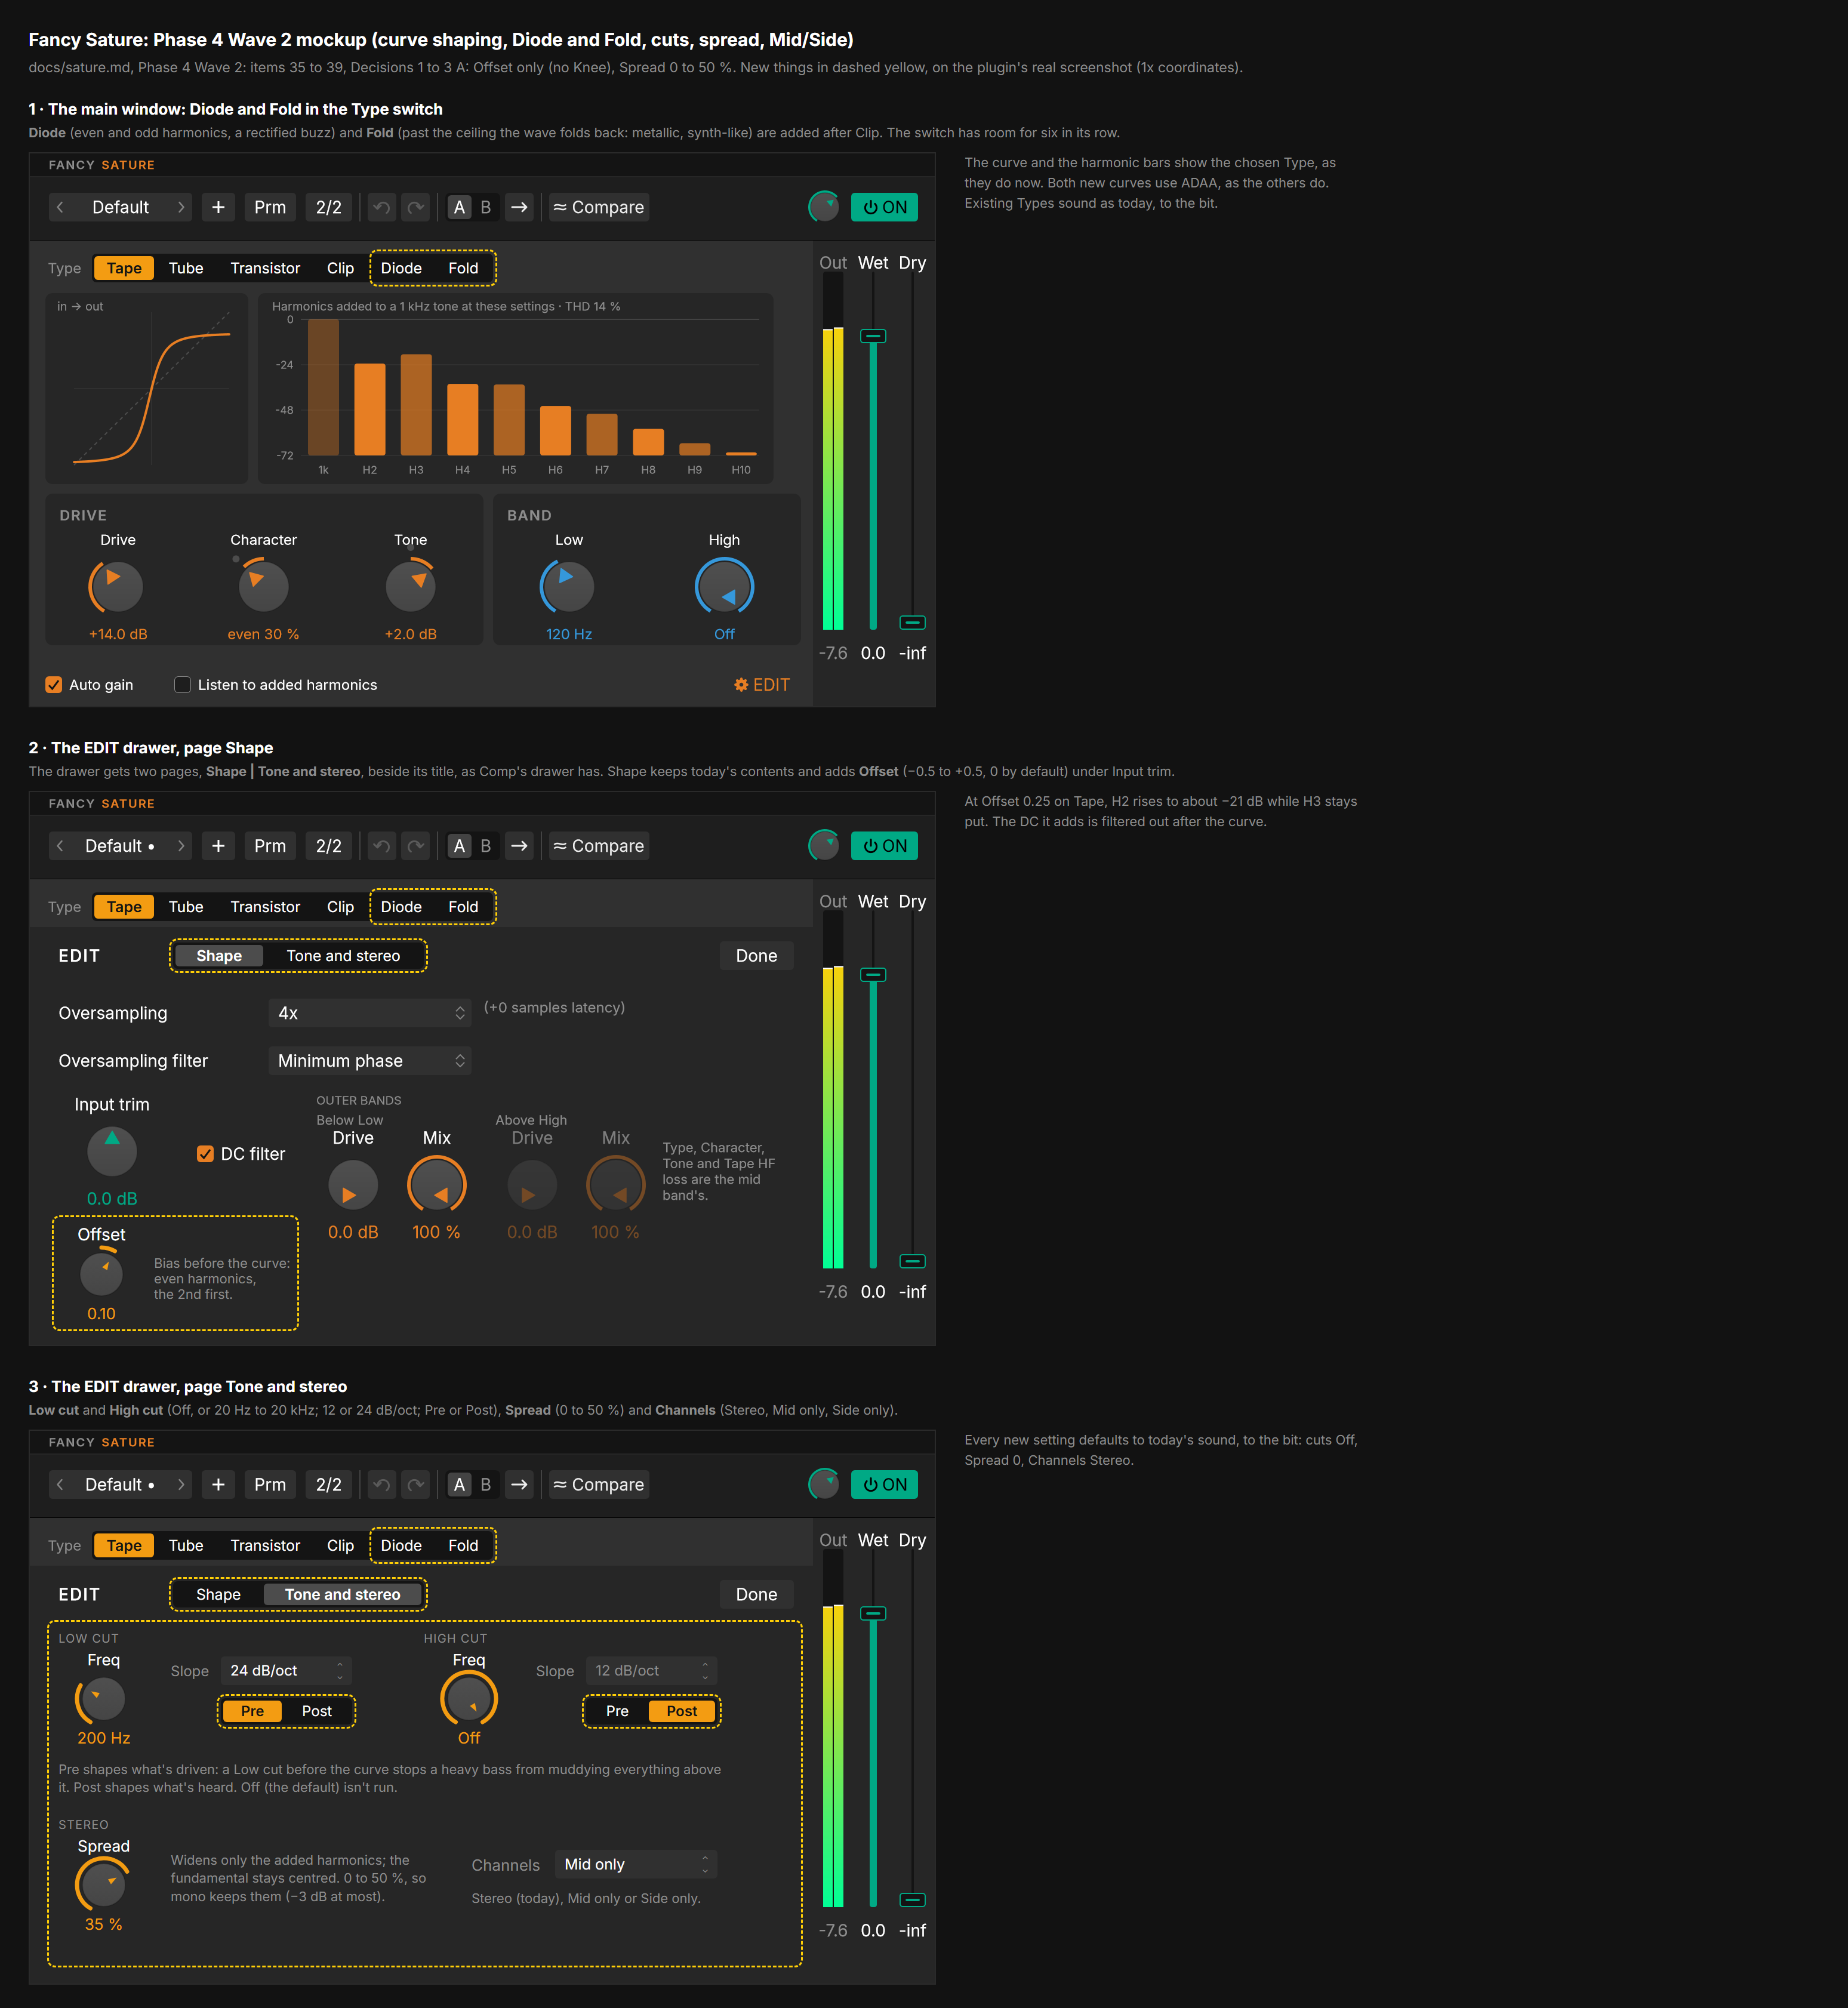 Fancy Sature: Phase 4 Wave 2 mockup (curve shaping, Diode and Fold, cuts, spread, Mid/Side)
docs/sature.md, Phase 4 Wave 2: items 35 to 39, Decisions 1 to 3 A: Offset only (no Knee), Spread 0 to 50 %. New things in dashed yellow, on the plugin's real screenshot (1x coordinates).
1 · The main window: Diode and Fold in the Type switch
Diode (even and odd harmonics, a rectified buzz) and Fold (past the ceiling the wave folds back: metallic, synth-like) are added after Clip. The switch has room for six in its row.
FANCY SATURE
Default + Prm 2/2 A B → ≈ Compare ON
The curve and the harmonic bars show the chosen Type, as
they do now. Both new curves use ADAA, as the others do.
Existing Types sound as today, to the bit.
Type Tape Tube Transistor Clip Diode Fold
Out Wet Dry
in → out
Harmonics added to a 1 kHz tone at these settings · THD 14 %
0
-24
-48
-72
1k H2 H3 H4 H5 H6 H7 H8 H9 H10
DRIVE
Drive Character Tone
+14.0 dB even 30 % +2.0 dB
BAND
Low High
120 Hz Off
-7.6 0.0 -inf
Auto gain Listen to added harmonics EDIT
2 · The EDIT drawer, page Shape
The drawer gets two pages, Shape | Tone and stereo, beside its title, as Comp's drawer has. Shape keeps today's contents and adds Offset (−0.5 to +0.5, 0 by default) under Input trim.
FANCY SATURE
Default • + Prm 2/2 A B → ≈ Compare ON
At Offset 0.25 on Tape, H2 rises to about −21 dB while H3 stays
put. The DC it adds is filtered out after the curve.
Type Tape Tube Transistor Clip Diode Fold
Out Wet Dry
EDIT Shape Tone and stereo Done
Oversampling 4x (+0 samples latency)
Oversampling filter Minimum phase
Input trim
0.0 dB
DC filter
OUTER BANDS
Below Low Above High
Drive Mix Drive Mix
0.0 dB 100 % 0.0 dB 100 %
Type, Character,
Tone and Tape HF
loss are the mid
band's.
Offset
0.10
Bias before the curve:
even harmonics,
the 2nd first.
-7.6 0.0 -inf
3 · The EDIT drawer, page Tone and stereo
Low cut and High cut (Off, or 20 Hz to 20 kHz; 12 or 24 dB/oct; Pre or Post), Spread (0 to 50 %) and Channels (Stereo, Mid only, Side only).
FANCY SATURE
Default • + Prm 2/2 A B → ≈ Compare ON
Every new setting defaults to today's sound, to the bit: cuts Off,
Spread 0, Channels Stereo.
Type Tape Tube Transistor Clip Diode Fold
Out Wet Dry
EDIT Shape Tone and stereo Done
LOW CUT
Freq
200 Hz
Slope 24 dB/oct
Pre Post
HIGH CUT
Freq
Off
Slope 12 dB/oct
Pre Post
Pre shapes what's driven: a Low cut before the curve stops a heavy bass from muddying everything above
it. Post shapes what's heard. Off (the default) isn't run.
STEREO
Spread
35 %
Widens only the added harmonics; the
fundamental stays centred. 0 to 50 %, so
mono keeps them (−3 dB at most).
Channels Mid only
Stereo (today), Mid only or Side only.
-7.6 0.0 -inf